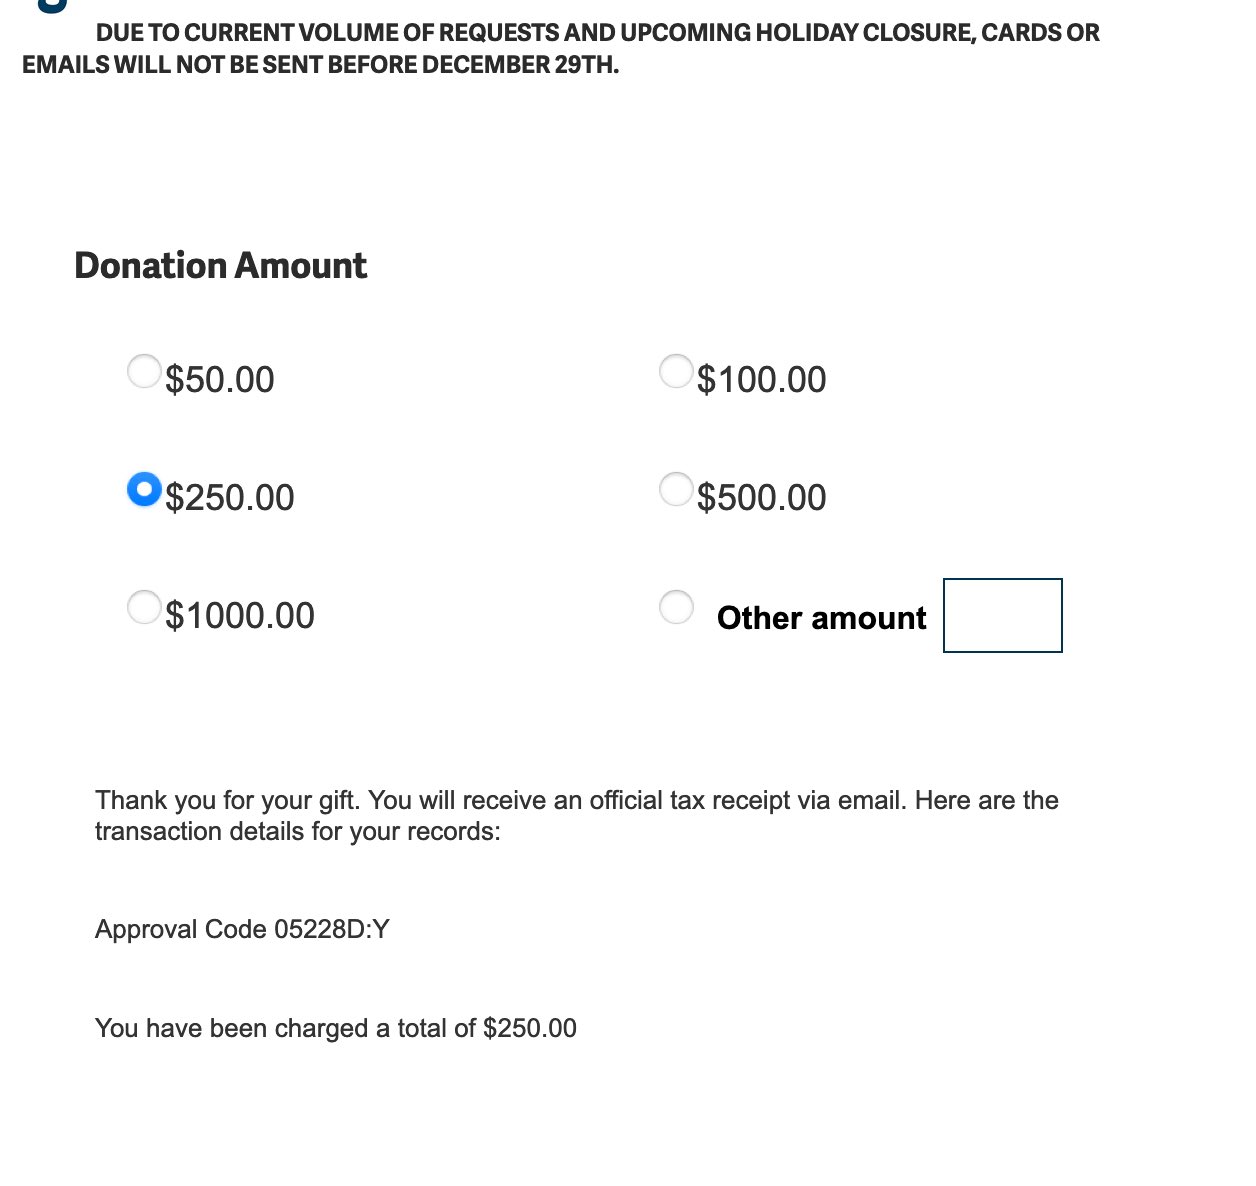 DUE TO CURRENT VOLUME OF REQUESTS AND UPCOMING HOLIDAY CLOSURE, CARDS OR
EMAILS WILL NOT BE SENT BEFORE DECEMBER 29TH.
Donation Amount
$50.00
$100.00
$250.00
$500.00
$1000.00
Other amount
Thank you for your gift. You will receive an official tax receipt via email. Here are the
transaction details for your records:
Approval Code 05228D:Y
You have been charged a total of $250.00